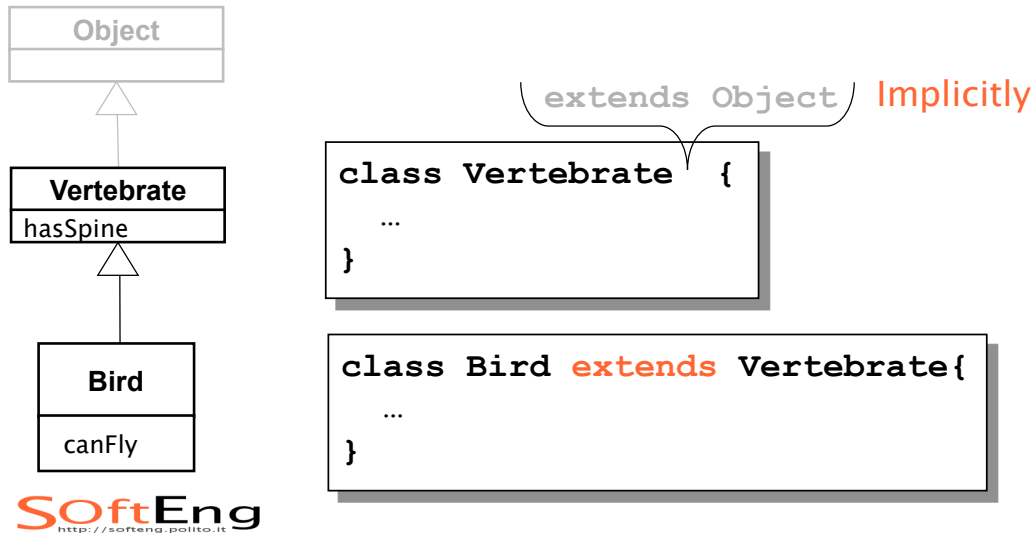 Object
Vertebrate
hasSpine
Bird
canFly
extends Object
Implicitly
class Vertebrate {
...
}
class Bird extends Vertebrate{
...
}
SoftEng
http://softeng.polito.it